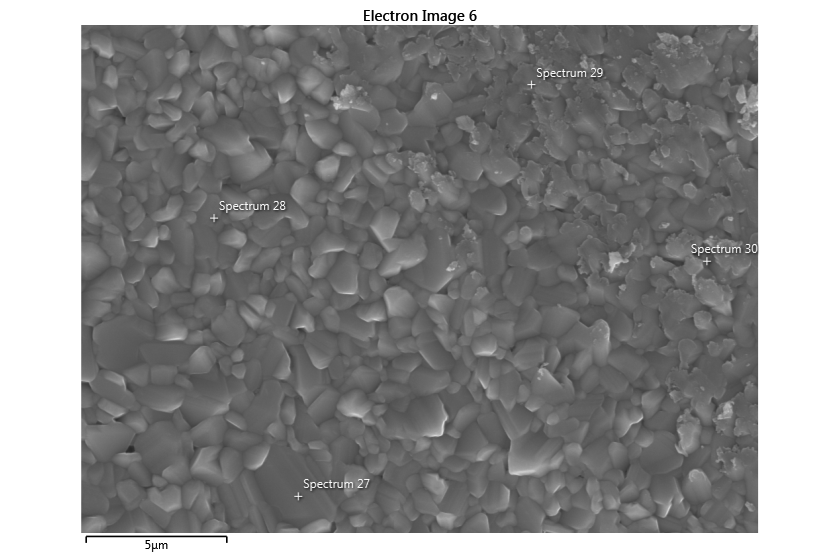 Electron Image 6
Spectrum 29
Spectrum 28
Spectrum 30
Spectrum 27
5µm